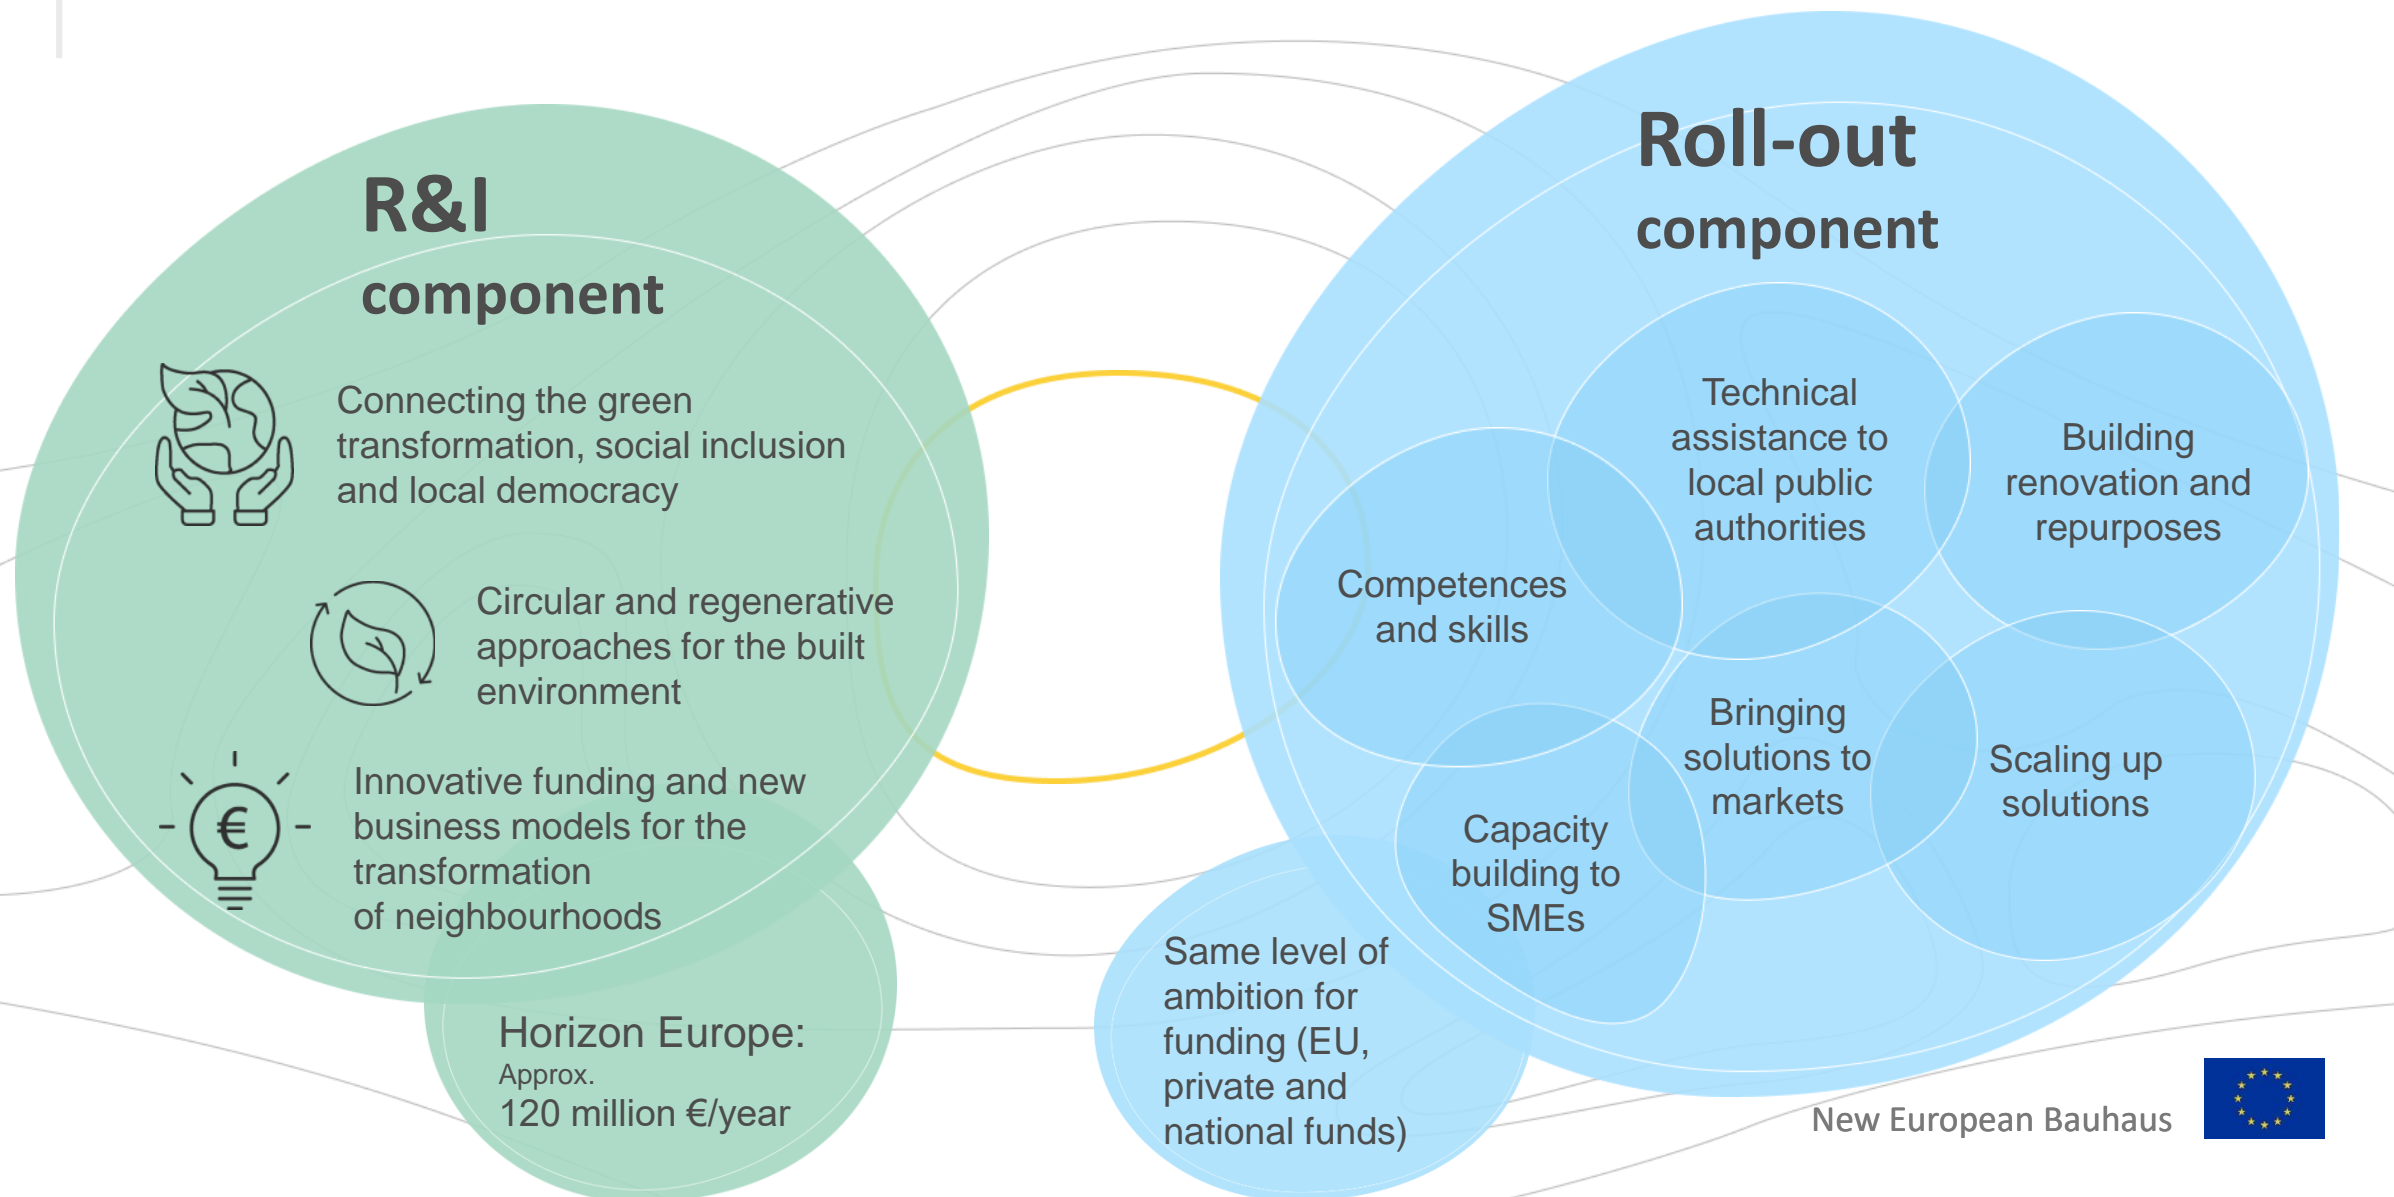 R&I
component
Connecting the green
transformation, social inclusion
and local democracy
Circular and regenerative
approaches for the built
environment
€
Innovative funding and new
business models for the
transformation
of neighbourhoods
Horizon Europe:
Approx.
120 million €/year
Roll-out
component
Technical
assistance to
local public
authorities
Building
renovation and
repurposes
Competences
and skills
Bringing
solutions to
markets
Scaling up
solutions
Capacity
building to
SMEs
Same level of
ambition for
funding (EU,
private and
national funds)
New European Bauhaus